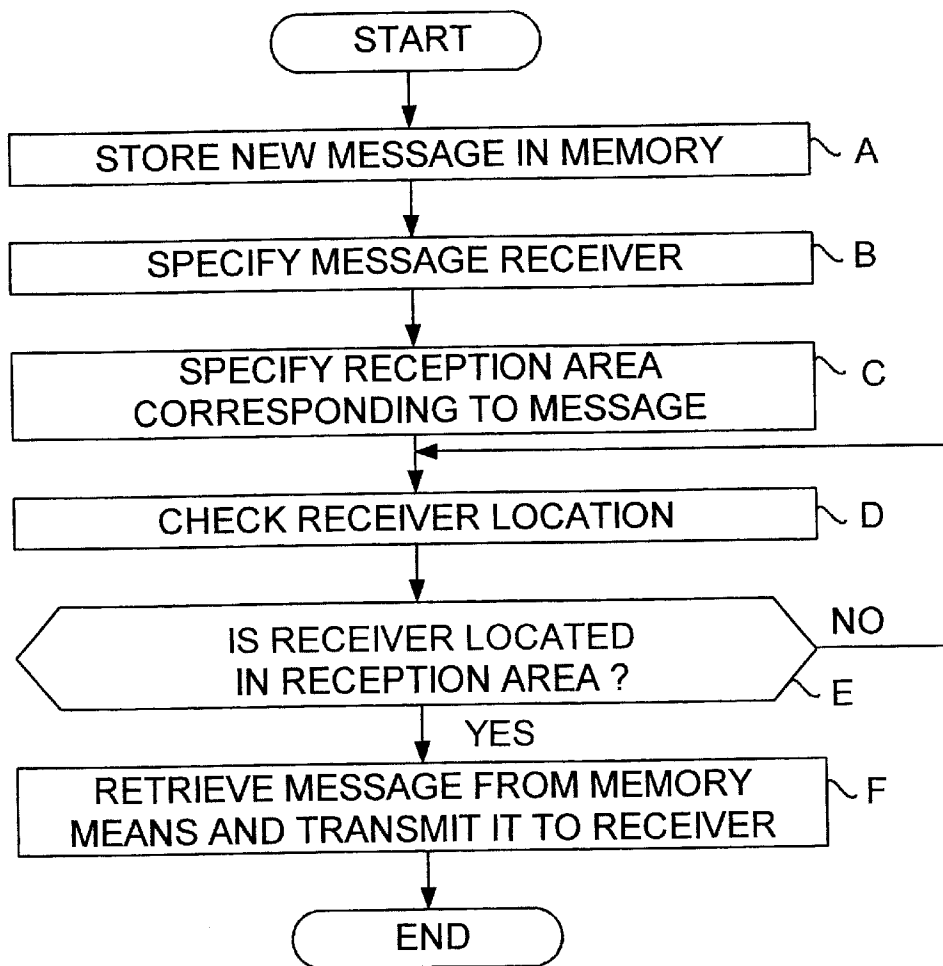 START
STORE NEW MESSAGE IN MEMORY
A
SPECIFY MESSAGE RECEIVER
B
SPECIFY RECEPTION AREA
CORRESPONDING TO MESSAGE
C
CHECK RECEIVER LOCATION
D
IS RECEIVER LOCATED
IN RECEPTION AREA ?
NO
E
YES
RETRIEVE MESSAGE FROM MEMORY
MEANS AND TRANSMIT IT TO RECEIVER
F
END